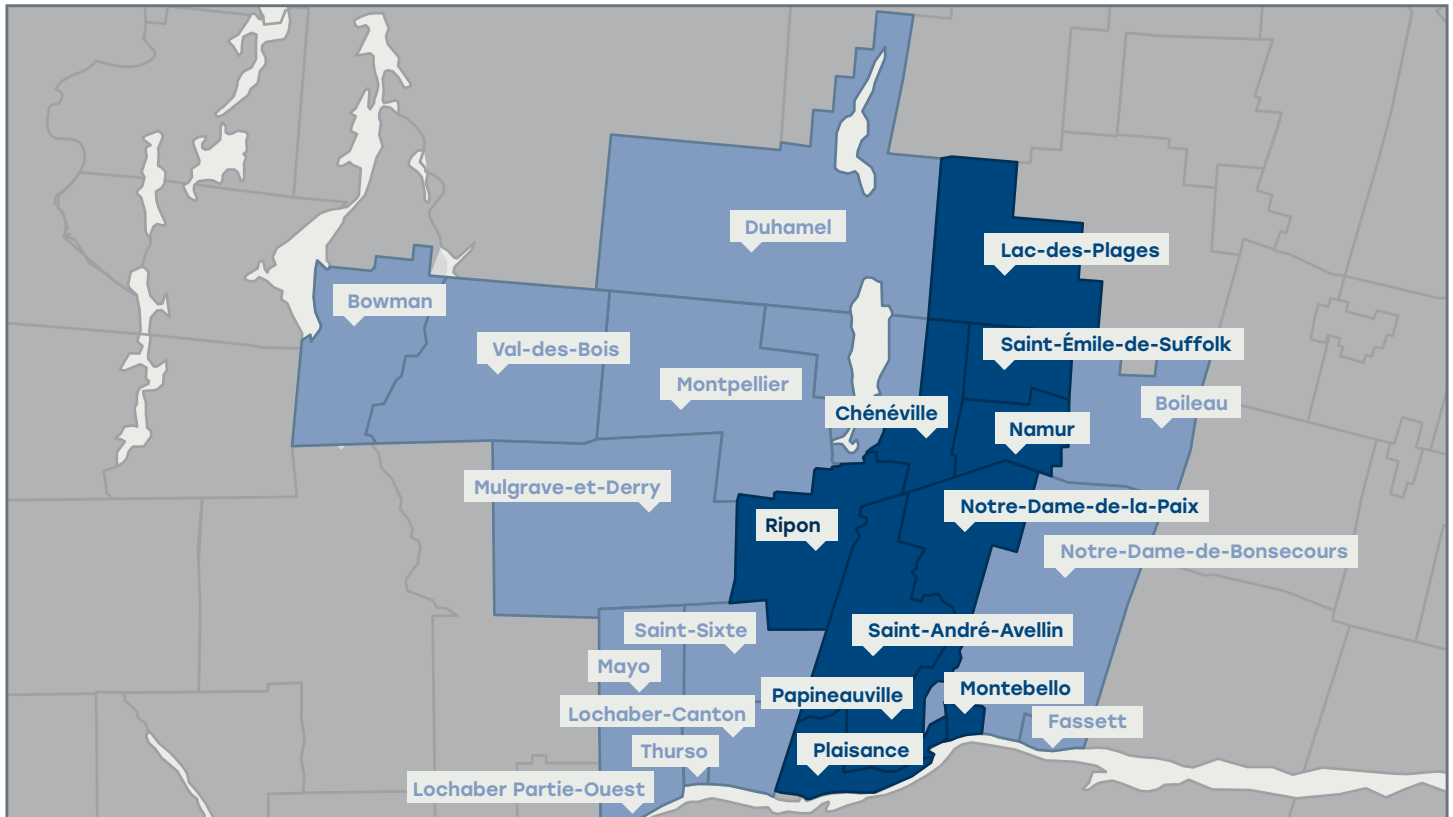 Duhamel
Lac-des-Plages
Bowman
Saint-Émile-de-Suffolk
Val-des-Bois
Montpellier
Boileau
Chénéville
Namur
Mulgrave-et-Derry
Notre-Dame-de-la-Paix
Ripon
Notre-Dame-de-Bonsecours
Saint-Sixte
Saint-André-Avellin
Mayo
Papineauville
Montebello
Lochaber-Canton
Fassett
Thurso
Plaisance
Lochaber Partie-Ouest